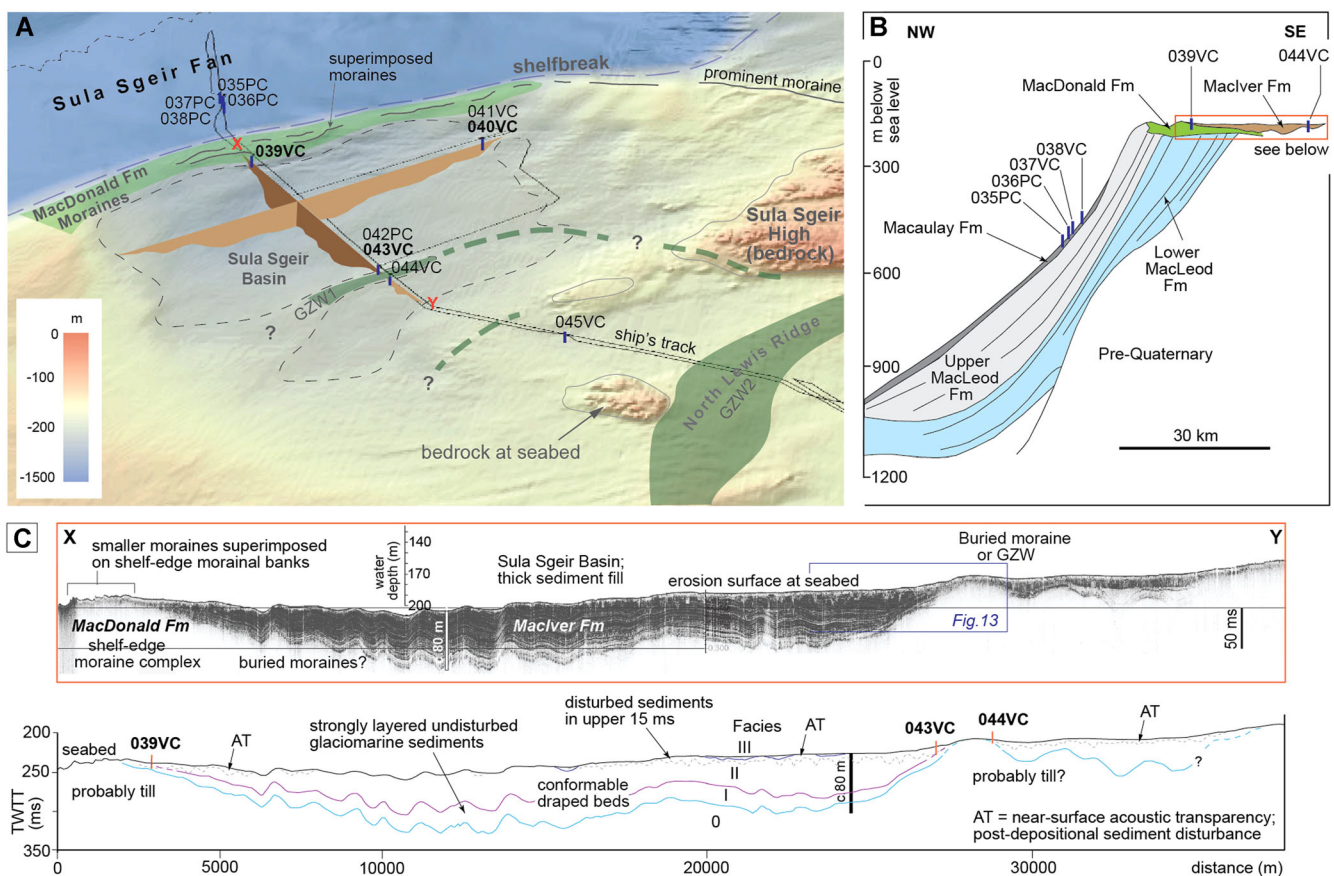 A
Sula Sgeir Fan
superimposed
moraines
shelfbreak
prominent moraine
035PC
037PC
036PC
038PC
X
039VC
041VC
040VC
MacDonald Fm
Moraines
Sula Sgeir
Basin
042PC
043VC
044VC
GZW1
?
?
?
Sula Sgeir
High
(bedrock)
Y
045VC
ship's track
North Lewis Ridge
GZW2
bedrock at seabed
m
0
-100
-200
-1500
B
NW
SE
0
300
600
900
1200
m below
sea level
039VC
044VC
MacDonald Fm
MacIver Fm
see below
038VC
037VC
036PC
035PC
Macaulay Fm
Lower
MacLeod
Fm
Upper
MacLeod
Fm
Pre-Quaternary
30 km
C
X
Y
smaller moraines superimposed
on shelf-edge morainal banks
water
depth (m)
140
170
200
Sula Sgeir Basin;
thick sediment fill
erosion surface at seabed
Buried moraine
or GZW
MacDonald Fm
shelf-edge
moraine complex
buried moraines?
c.80 m
MacIver Fm
0.300
Fig.13
50 ms
200
250
350
TWTT
(ms)
seabed
039VC
AT
probably till
strongly layered undisturbed
glaciomarine sediments
disturbed sediments
in upper 15 ms
Facies
III
II
I
0
AT
conformable
draped beds
c.80 m
043VC
044VC
AT
probably till?
?
AT = near-surface acoustic transparency;
post-depositional sediment disturbance
0
5000
10000
20000
30000
distance (m)